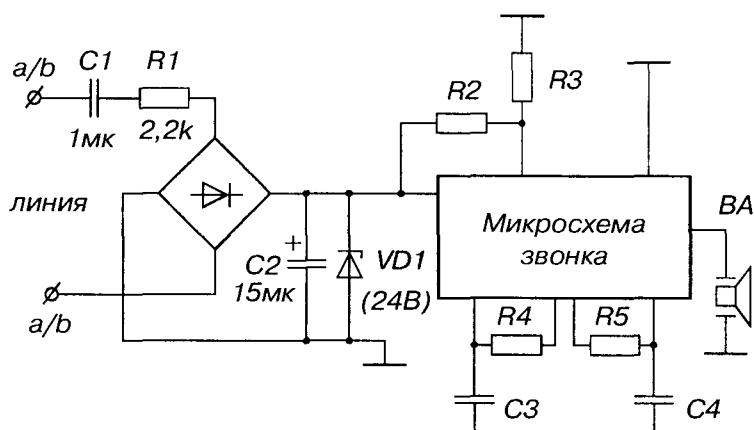 C1
R1
a/b
1мк
2,2k
линия
a/b
C2
+
15мк
VD1
(24В)
R2
R3
Микросхема
звонка
BA
R4
R5
C3
C4